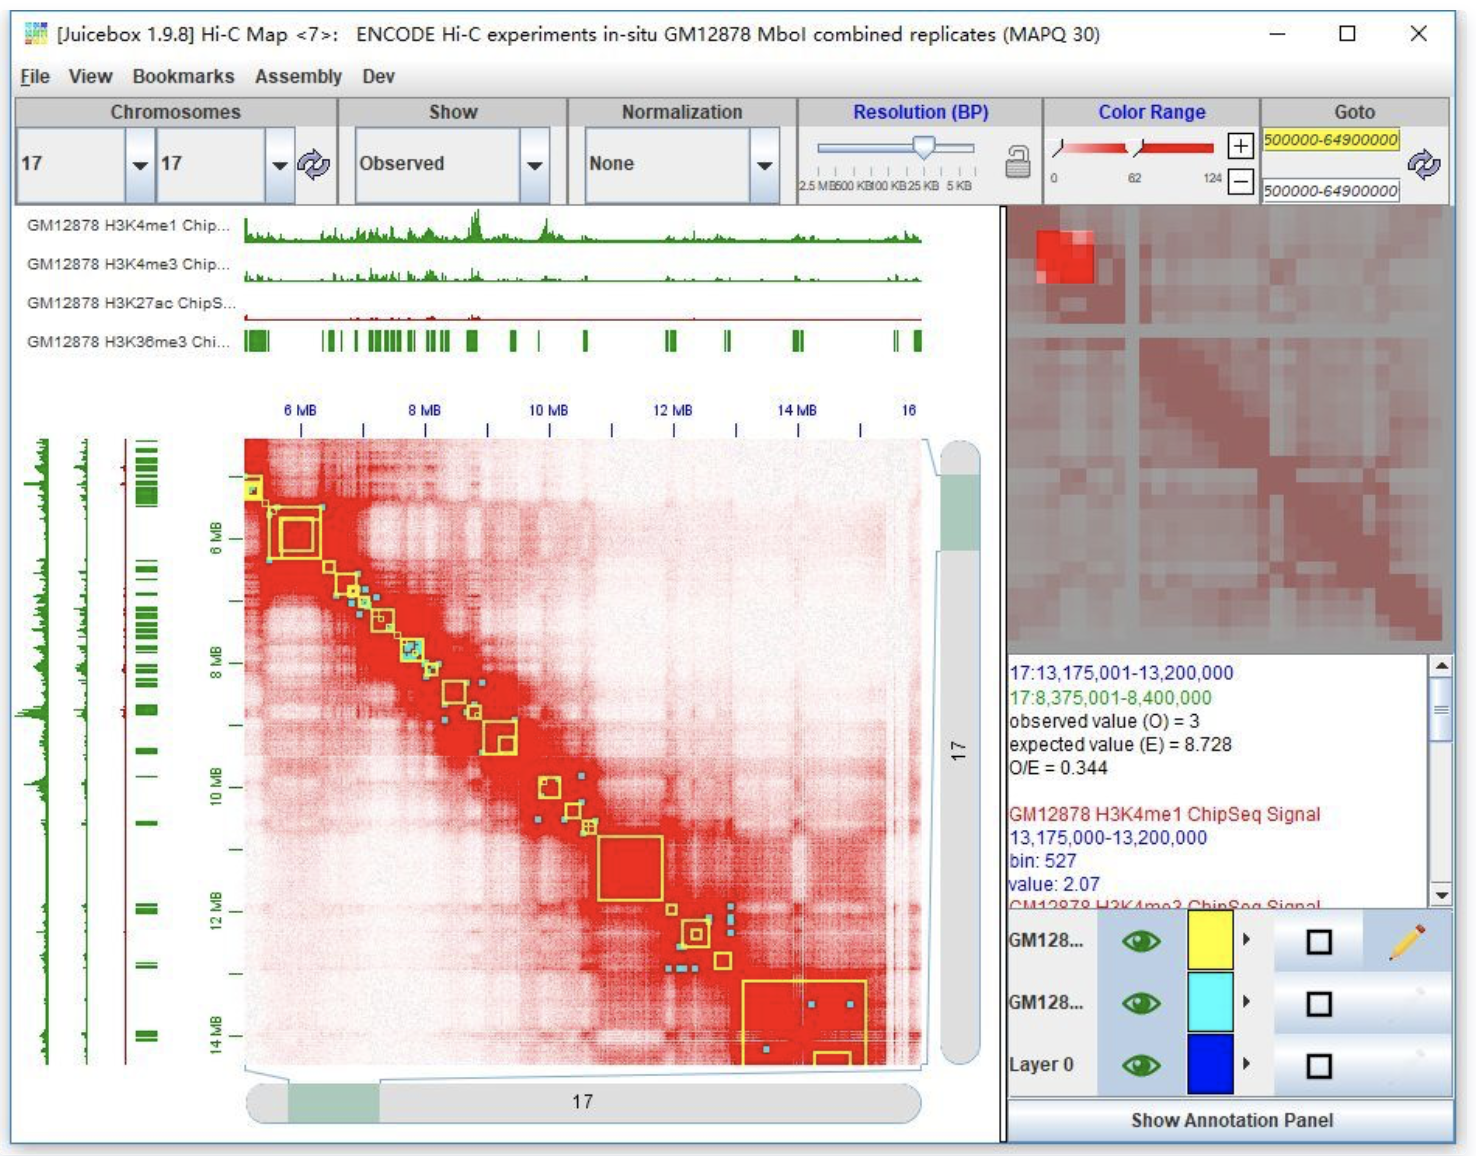 [Juicebox 1.9.8] Hi-C Map <7>: ENCODE Hi-C experiments in-situ GM12878 MboI combined replicates (MAPQ 30)
File View Bookmarks Assembly Dev
Chromosomes Show Normalization Resolution (BP) Color Range Goto
17 17 Observed None
2.5 MB 500 KB 100 KB 25 KB 5 KB
0 62 124
500000-64900000
500000-64900000
GM12878 H3K4me1 Chip...
GM12878 H3K4me3 Chip...
GM12878 H3K27ac ChipS...
GM12878 H3K36me3 Chi...
6 MB 8 MB 10 MB 12 MB 14 MB 16
6 MB
8 MB
10 MB
12 MB
14 MB
17
17
17:13,175,001-13,200,000
17:8,375,001-8,400,000
observed value (O) = 3
expected value (E) = 8.728
O/E = 0.344
GM12878 H3K4me1 ChipSeq Signal
13,175,000-13,200,000
bin: 527
value: 2.07
GM12878 H3K4me3 ChipSeq Signal
GM128...
GM128...
Layer 0
Show Annotation Panel